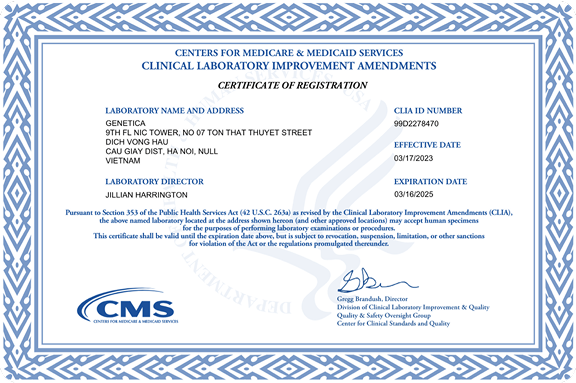 CENTERS FOR MEDICARE & MEDICAID SERVICES
CLINICAL LABORATORY IMPROVEMENT AMENDMENTS
CERTIFICATE OF REGISTRATION
LABORATORY NAME AND ADDRESS
GENETICA
9TH FL NIC TOWER, NO 07 TON THAT THUYET STREET
DICH VONG HAU
CAU GIAY DIST, HA NOI, NULL
VIETNAM
CLIA ID NUMBER
99D2278470
EFFECTIVE DATE
03/17/2023
LABORATORY DIRECTOR
JILLIAN HARRINGTON
EXPIRATION DATE
03/16/2025
Pursuant to Section 353 of the Public Health Services Act (42 U.S.C. 263a) as revised by the Clinical Laboratory Improvement Amendments (CLIA),
the above named laboratory located at the address shown hereon (and other approved locations) may accept human specimens
for the purposes of performing laboratory examinations or procedures.
This certificate shall be valid until the expiration date above, but is subject to revocation, suspension, limitation, or other sanctions
for violation of the Act or the regulations promulgated thereunder.
CMS
CENTERS FOR MEDICARE & MEDICAID SERVICES
Gregg Brandush, Director
Division of Clinical Laboratory Improvement & Quality
Quality & Safety Oversight Group
Center for Clinical Standards and Quality